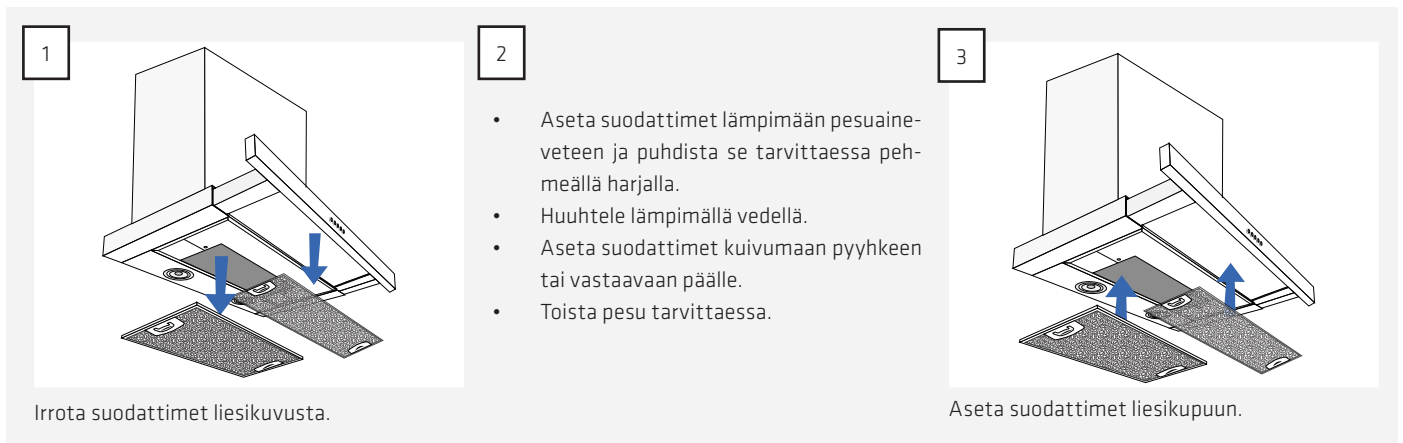 1
Irrota suodattimet liesikuvusta.
2
• Aseta suodattimet lämpimään pesuaine-
veteen ja puhdista se tarvittaessa peh-
meällä harjalla.
• Huuhtele lämpimällä vedellä.
• Aseta suodattimet kuivumaan pyyhkeen
tai vastaavaan päälle.
• Toista pesu tarvittaessa.
3
Aseta suodattimet liesikupuun.